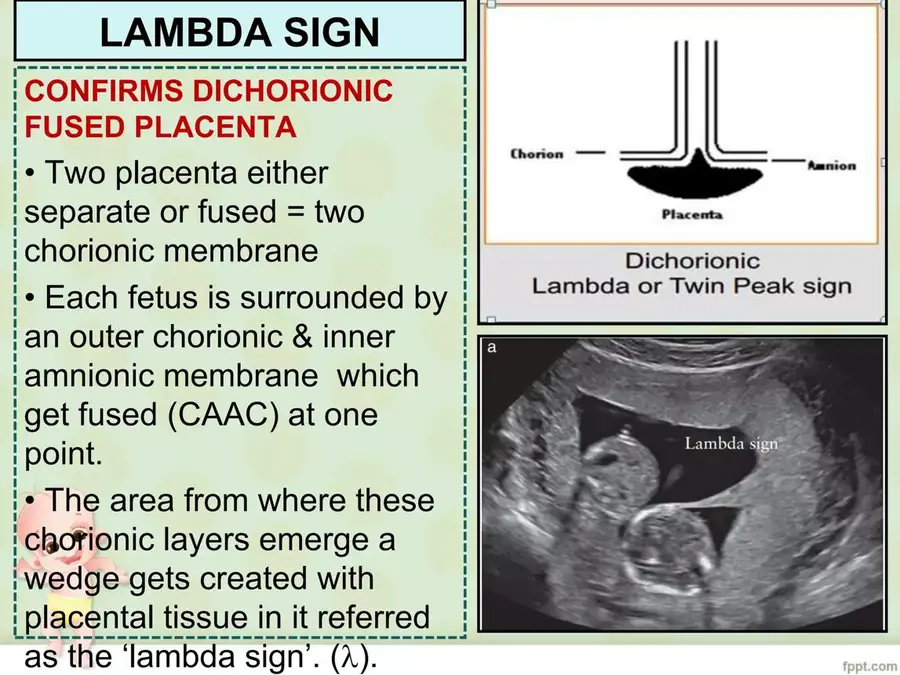 LAMBDA SIGN
CONFIRMS DICHORIONIC
FUSED PLACENTA
• Two placenta either
separate or fused = two
chorionic membrane
• Each fetus is surrounded by
an outer chorionic & inner
amnionic membrane which
get fused (CAAC) at one
point.
• The area from where these
chorionic layers emerge a
wedge gets created with
placental tissue in it referred
as the ‘lambda sign’. (λ).
Chorion
Amnion
Placenta
Dichorionic
Lambda or Twin Peak sign
a
Lambda sign
fppt.com